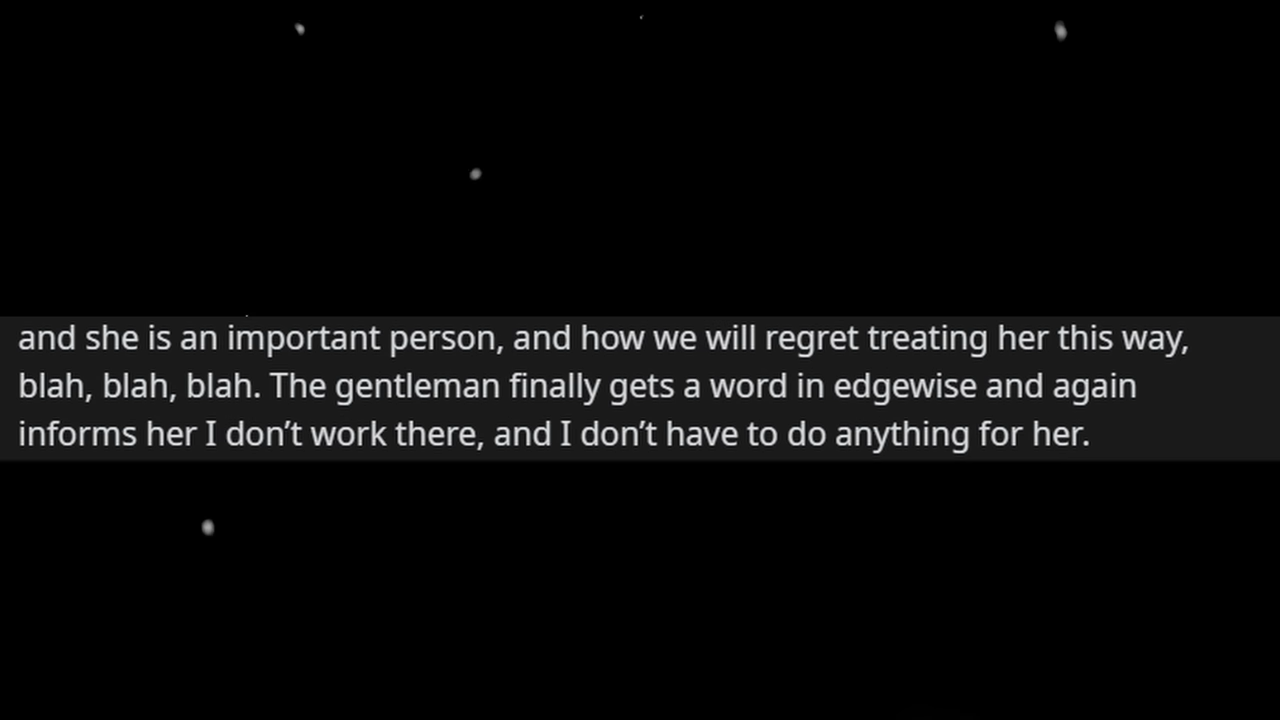 and she is an important person, and how we will regret treating her this way,
blah, blah, blah. The gentleman finally gets a word in edgewise and again
informs her I don’t work there, and I don’t have to do anything for her.